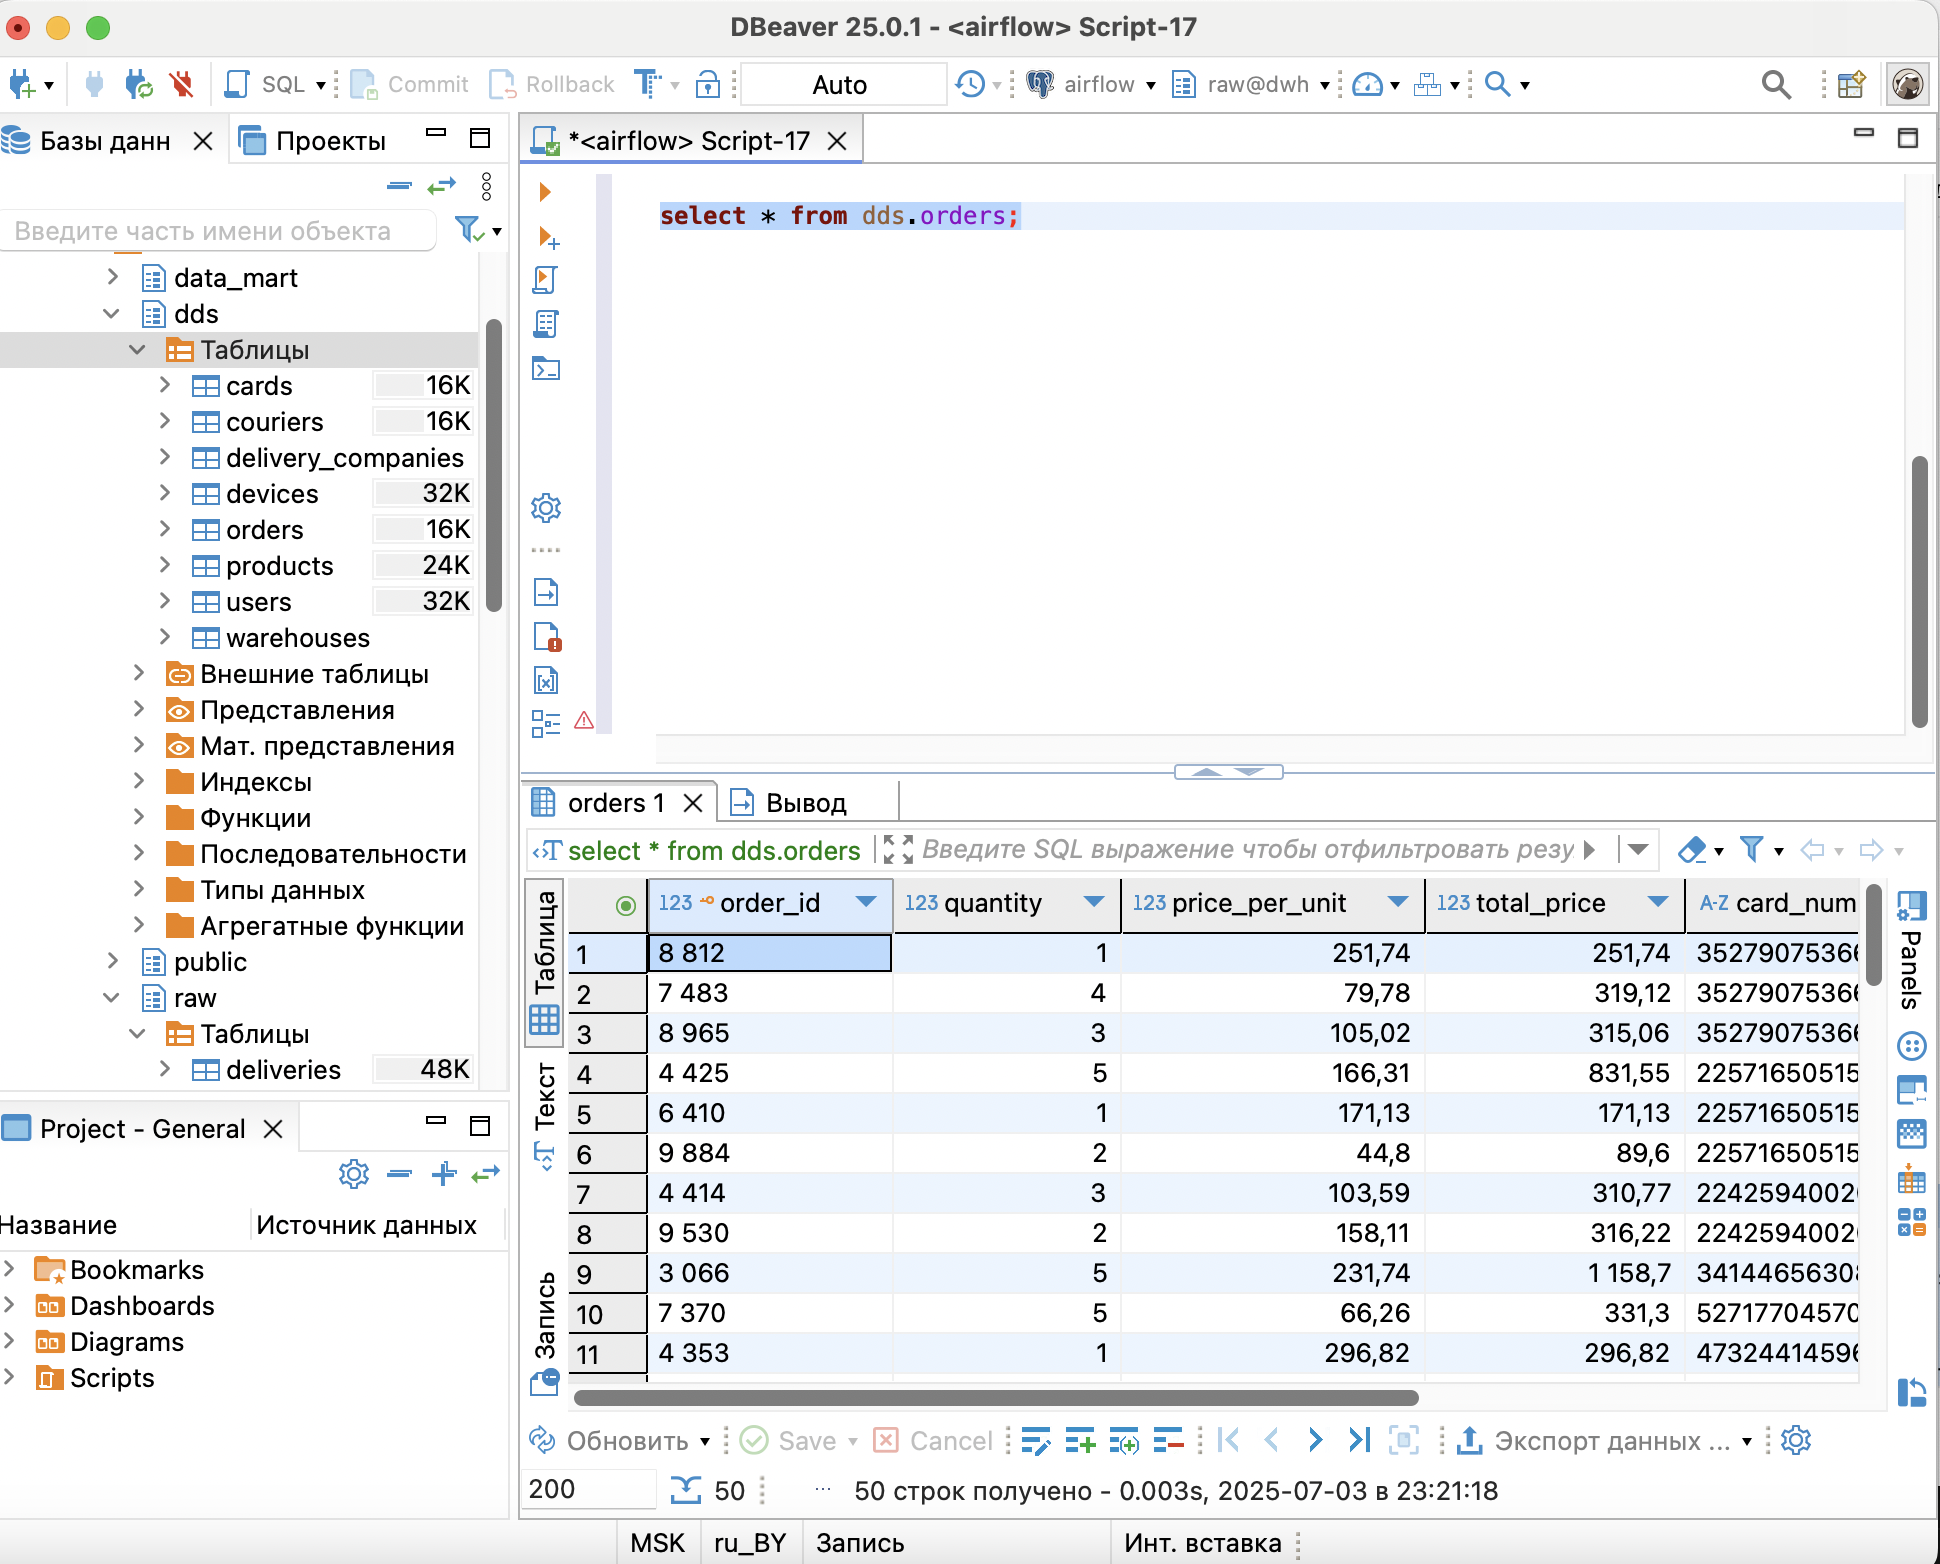 DBeaver 25.0.1 - <airflow> Script-17
SQL Commit Rollback Auto airflow raw@dwh
Базы данн Проекты
Введите часть имени объекта
data_mart
dds
Таблицы
cards 16K
couriers 16K
delivery_companies
devices 32K
orders 16K
products 24K
users 32K
warehouses
Внешние таблицы
Представления
Мат. представления
Индексы
Функции
Последовательности
Типы данных
Агрегатные функции
public
raw
Таблицы
deliveries 48K
Project - General
Название Источник данных
Bookmarks
Dashboards
Diagrams
Scripts
*<airflow> Script-17
select * from dds.orders;
orders 1 Вывод
select * from dds.orders Введите SQL выражение чтобы отфильтровать резу
Таблица
Текст
Запись
123 order_id 123 quantity 123 price_per_unit 123 total_price A-Z card_num
1 8 812 1 251,74 251,74 3527907536
2 7 483 4 79,78 319,12 3527907536
3 8 965 3 105,02 315,06 3527907536
4 4 425 5 166,31 831,55 22571650515
5 6 410 1 171,13 171,13 22571650515
6 9 884 2 44,8 89,6 22571650515
7 4 414 3 103,59 310,77 2242594002
8 9 530 2 158,11 316,22 2242594002
9 3 066 5 231,74 1 158,7 3414465630
10 7 370 5 66,26 331,3 52717704570
11 4 353 1 296,82 296,82 4732441459
Panels
Обновить Save Cancel Экспорт данных ...
200 50 ... 50 строк получено - 0.003s, 2025-07-03 в 23:21:18
MSK ru_BY Запись Инт. вставка